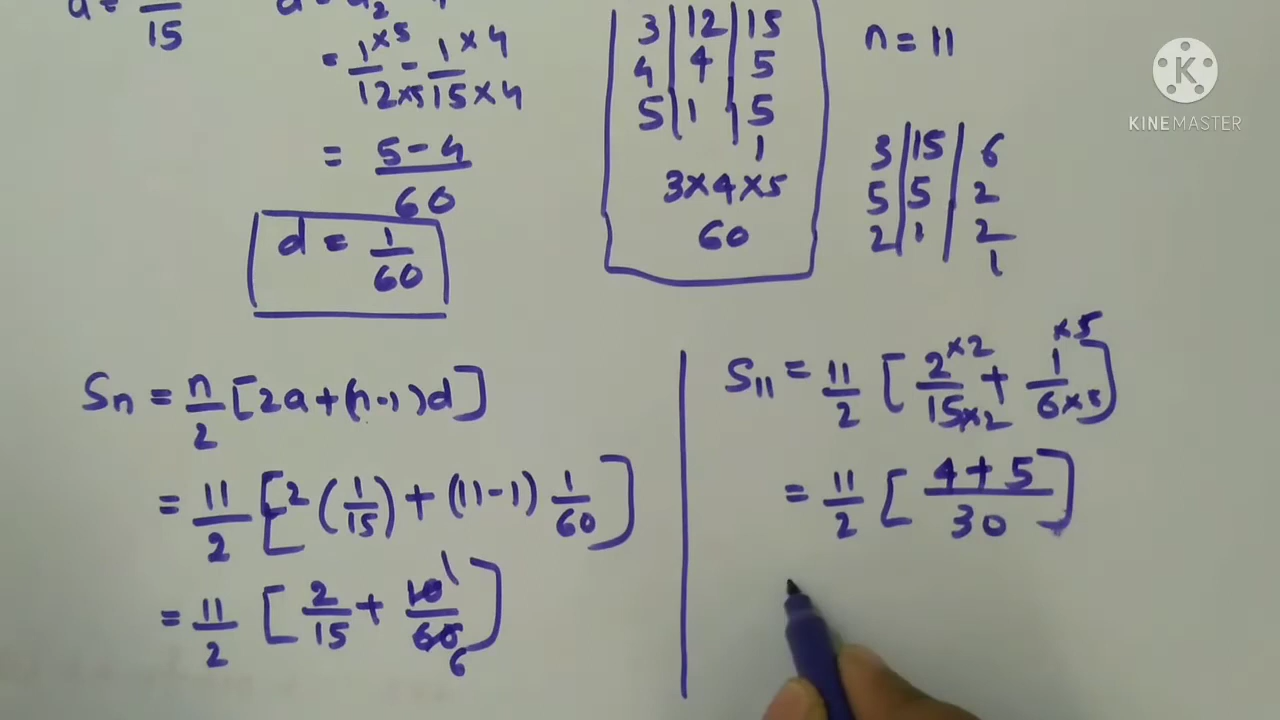 a = 1/15
d = a₂ -
= 1×5/12×5 - 1×4/15×4
= 5-4/60
d = 1/60
3 | 12 | 15
4 | 4 | 5
5 | 1 | 5
1
3×4×5
60
n = 11
KINEMASTER
3 | 15 | 6
5 | 5 | 2
2 | 1 | 2
1
Sn = n/2 [2a+(n-1)d]
= 11/2 [2(1/15) + (11-1) 1/60]
= 11/2 [2/15 + 10/60]
1
6
S11 = 11/2 [2×2/15×2 + 1×5/6×5]
= 11/2 [4+5/30]